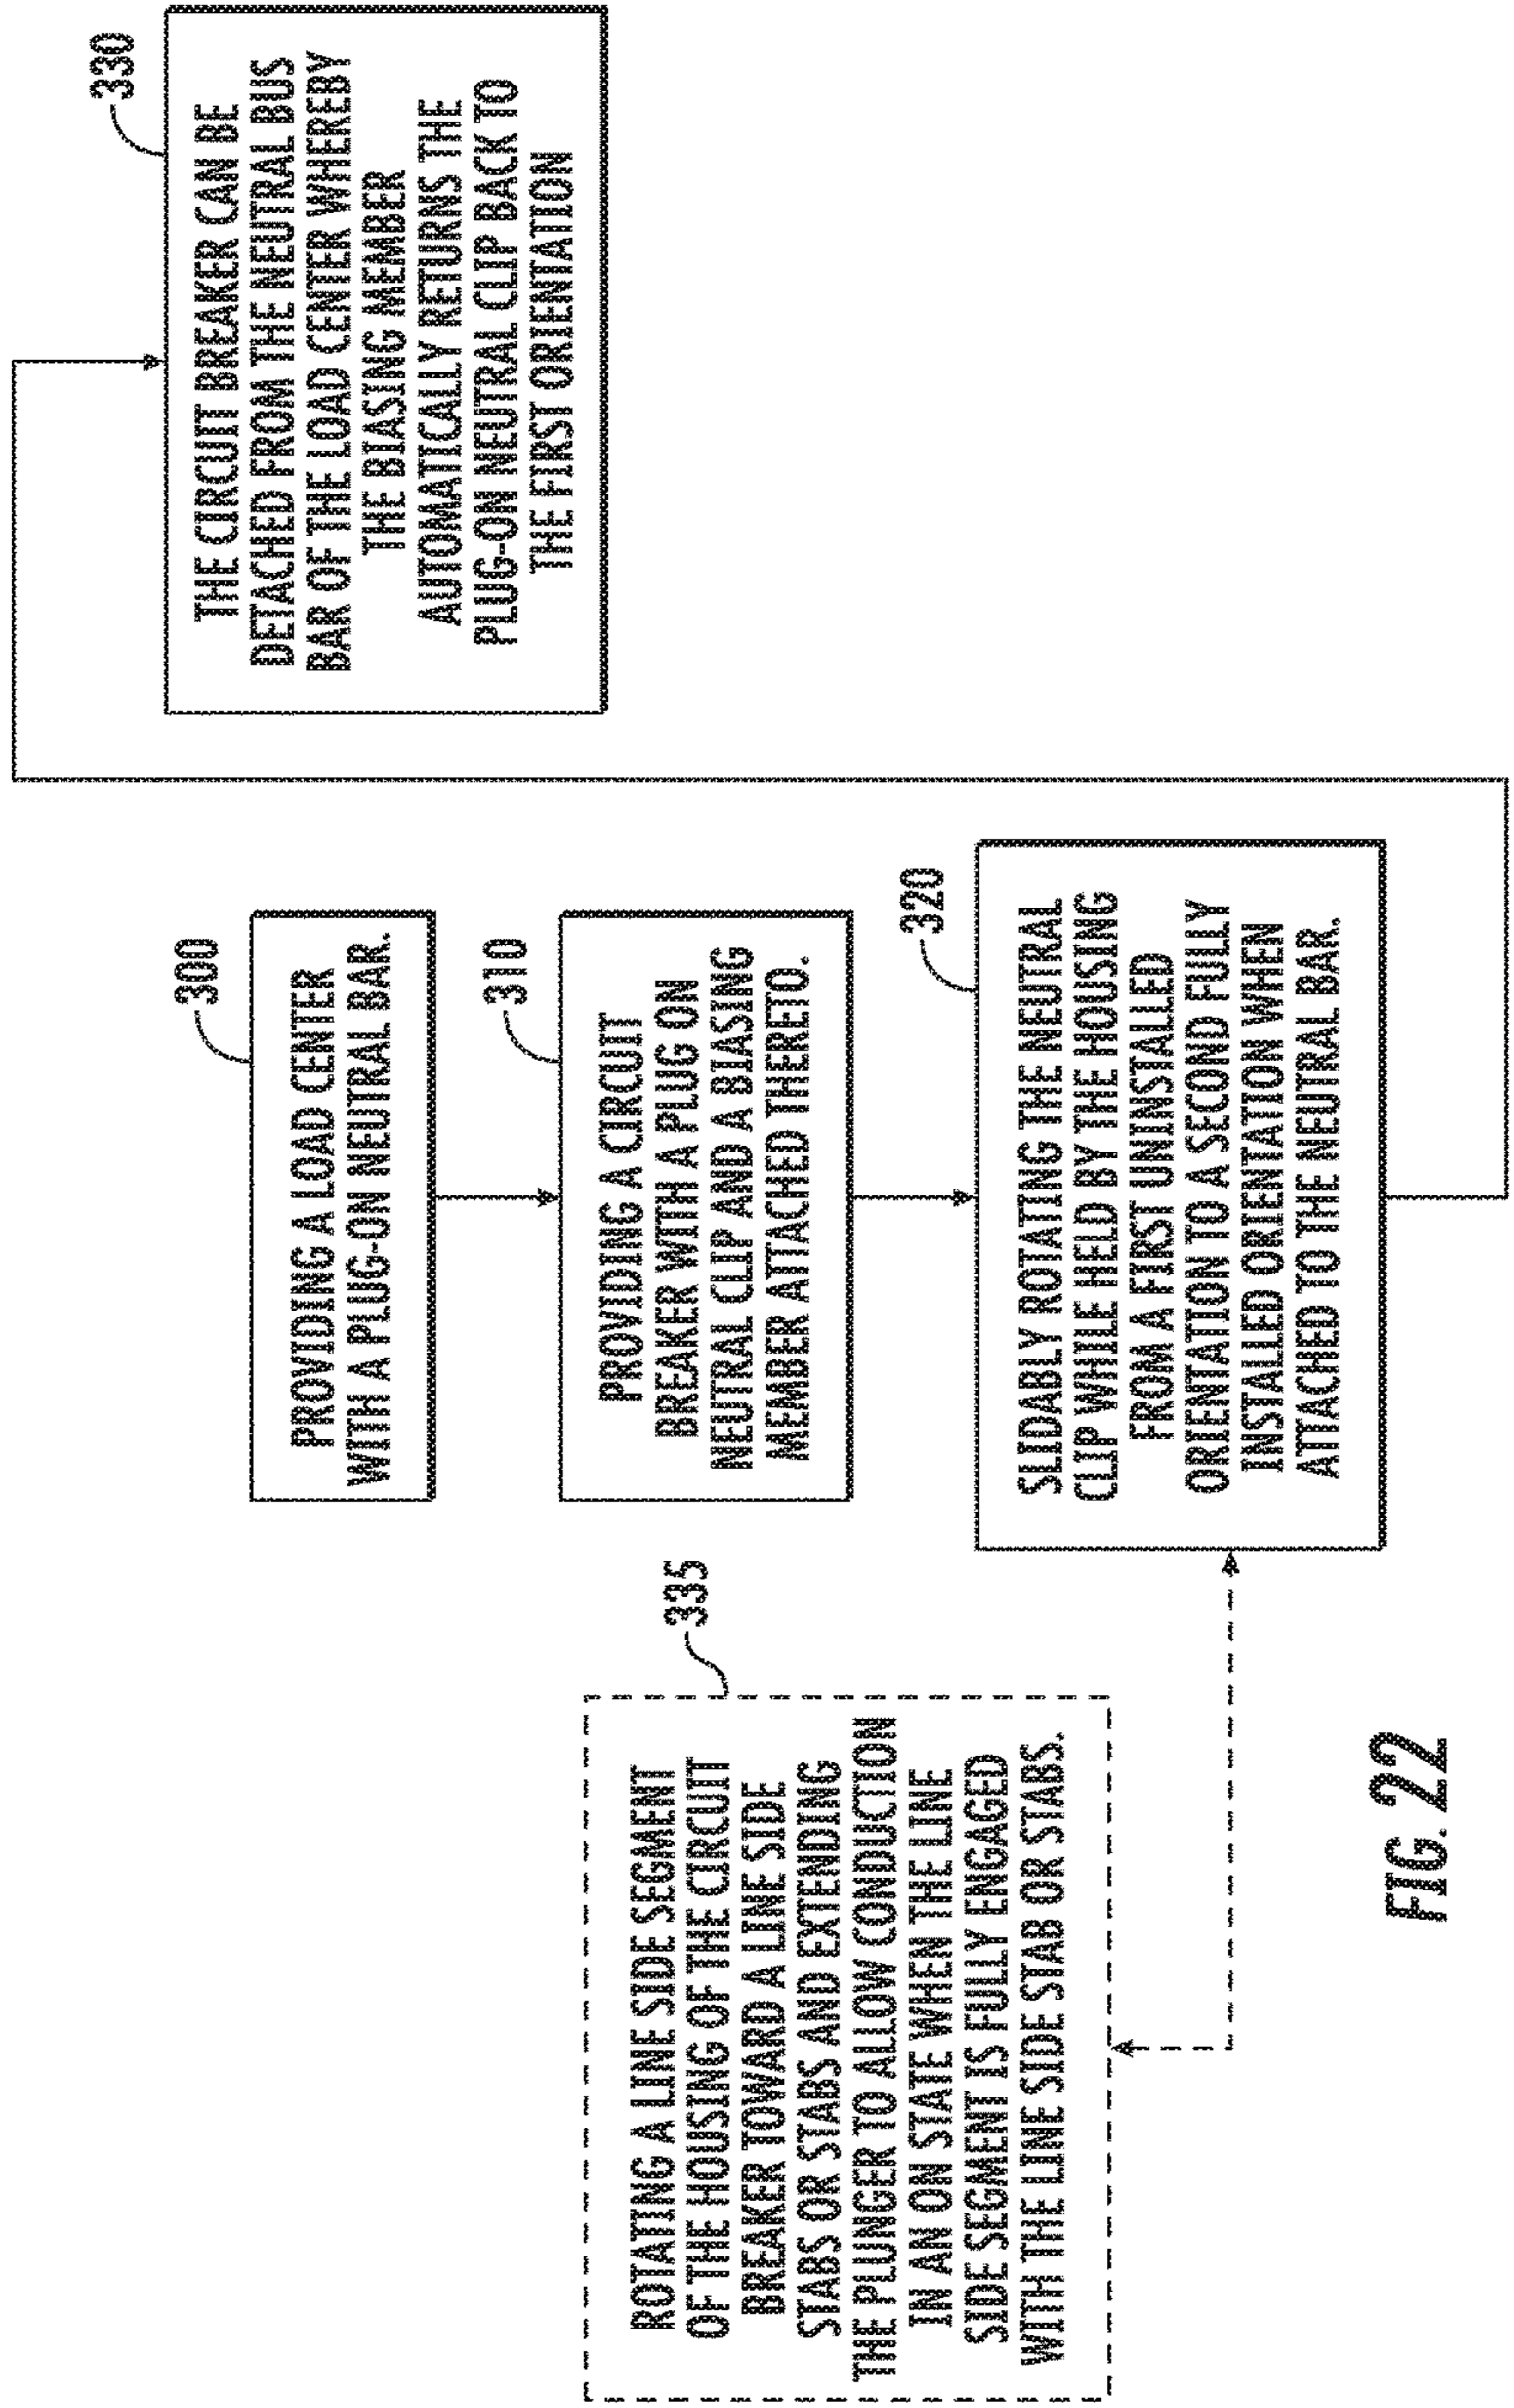 300
PROVIDING A LOAD CENTER
WITH A PLUG-ON NEUTRAL BAR.
310
PROVIDING A CIRCUIT
BREAKER WITH A PLUG ON
NEUTRAL CLIP AND A BIASING
MEMBER ATTACHED THERETO.
320
SLIDABLY ROTATING THE NEUTRAL
CLIP WHILE HELD BY THE HOUSING
FROM A FIRST UNINSTALLED
ORIENTATION TO A SECOND FULLY
INSTALLED ORIENTATION WHEN
ATTACHED TO THE NEUTRAL BAR.
335
ROTATING A LINE SIDE SEGMENT
OF THE HOUSING OF THE CIRCUIT
BREAKER TOWARD A LINE SIDE
STABS OR STABS AND EXTENDING
THE PLUNGER TO ALLOW CONDUCTION
IN AN ON STATE WHEN THE LINE
SIDE SEGMENT IS FULLY ENGAGED
WITH THE LINE SIDE STAB OR STABS.
330
THE CIRCUIT BREAKER CAN BE
DETACHED FROM THE NEUTRAL BUS
BAR OF THE LOAD CENTER WHEREBY
THE BIASING MEMBER
AUTOMATICALLY RETURNS THE
PLUG-ON NEUTRAL CLIP BACK TO
THE FIRST ORIENTATION
FIG. 22